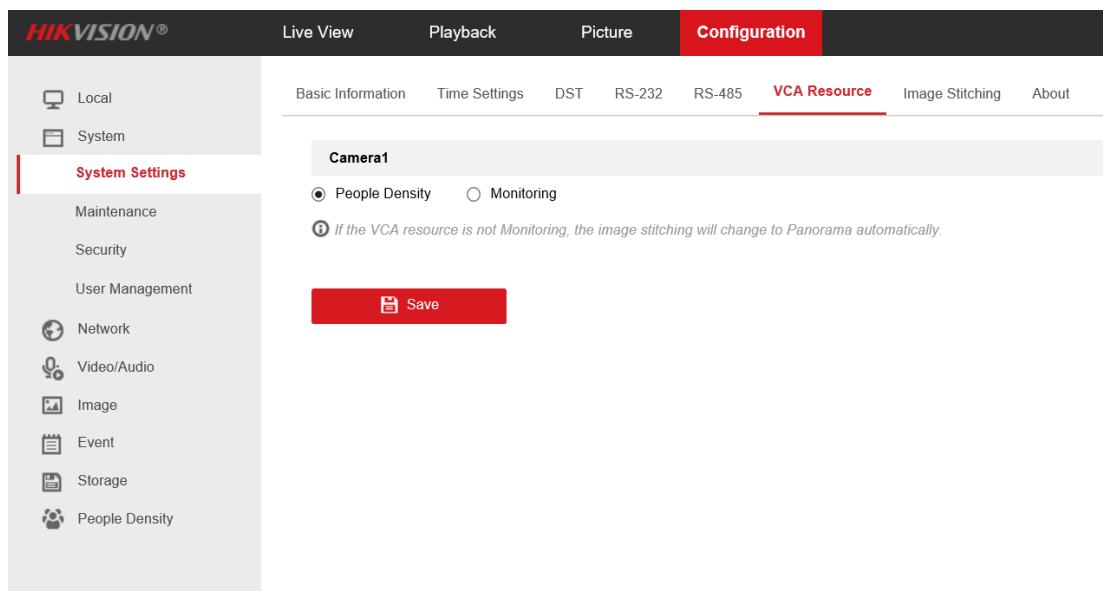 HIKVISION® Live View Playback Picture Configuration
Local
System
System Settings
Maintenance
Security
User Management
Network
Video/Audio
Image
Event
Storage
People Density
Basic Information Time Settings DST RS-232 RS-485 VCA Resource Image Stitching About
Camera1
People Density Monitoring
If the VCA resource is not Monitoring, the image stitching will change to Panorama automatically.
Save